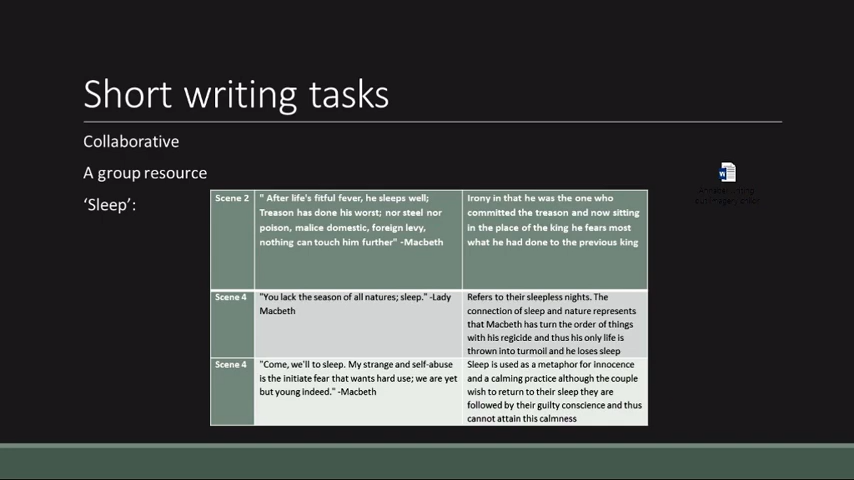 Short writing tasks
Collaborative
A group resource
'Sleep':
Scene 2
" After life's fitful fever, he sleeps well;
Treason has done his worst; nor steel nor
poison, malice domestic, foreign levy,
nothing can touch him further" -Macbeth
Irony in that he was the one who
committed the treason and now sitting
in the place of the king he fears most
what he had done to the previous king
Scene 4
"You lack the season of all natures; sleep." -Lady
Macbeth
Refers to their sleepless nights. The
connection of sleep and nature represents
that Macbeth has turn the order of things
with his regicide and thus his only life is
thrown into turmoil and he loses sleep
Scene 4
"Come, we'll to sleep. My strange and self-abuse
is the initiate fear that wants hard use; we are yet
but young indeed." -Macbeth
Sleep is used as a metaphor for innocence
and a calming practice although the couple
wish to return to their sleep they are
followed by their guilty conscience and thus
cannot attain this calmness